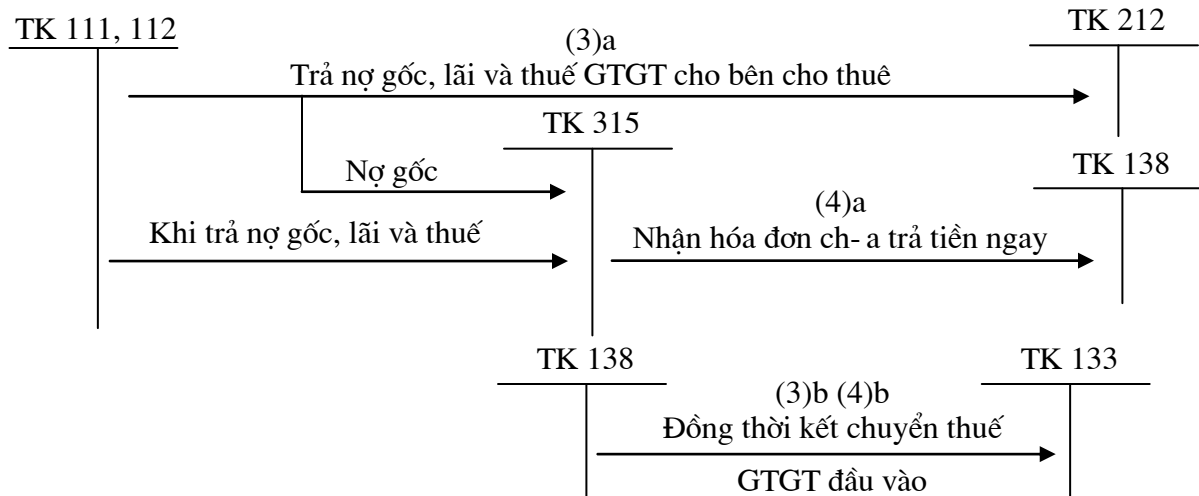 TK 111, 112
(3)a
TK 212
Trả nợ gốc, lãi và thuế GTGT cho bên cho thuê
TK 315
Nợ gốc
TK 138
(4)a
Khi trả nợ gốc, lãi và thuế
Nhận hóa đơn ch- a trả tiền ngay
TK 138
TK 133
(3)b (4)b
Đồng thời kết chuyển thuế
GTGT đầu vào